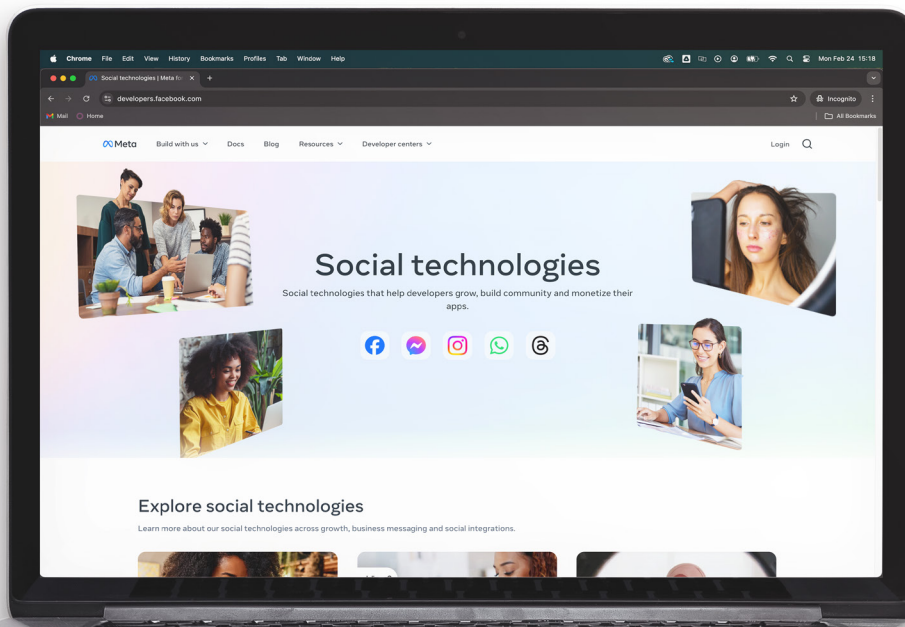 Chrome File Edit View History Bookmarks Profiles Tab Window Help
Mon Feb 24 15:18
Social technologies | Meta fo
developers.facebook.com
Incognito
Mail Home
All Bookmarks
Meta Build with us Docs Blog Resources Developer centers Login
Social technologies
Social technologies that help developers grow, build community and monetize their
apps.
Explore social technologies
Learn more about our social technologies across growth, business messaging and social integrations.